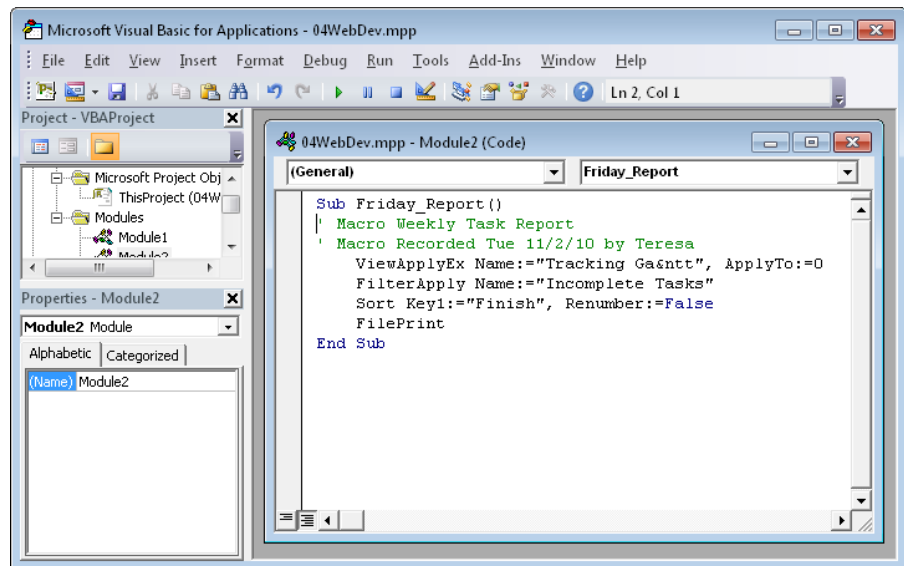 Microsoft Visual Basic for Applications - 04WebDev.mpp
File Edit View Insert Format Debug Run Tools Add-Ins Window Help
Ln 2, Col 1
Project - VBAProject
Microsoft Project Obj
ThisProject (04W
Modules
Module1
Module2
Properties - Module2
Module2 Module
Alphabetic Categorized
(Name) Module2
04WebDev.mpp - Module2 (Code)
(General) Friday_Report
Sub Friday_Report()
' Macro Weekly Task Report
' Macro Recorded Tue 11/2/10 by Teresa
ViewApplyEx Name:="Tracking Ga&ntt", ApplyTo:=0
FilterApply Name:="Incomplete Tasks"
Sort Key1:="Finish", Renumber:=False
FilePrint
End Sub